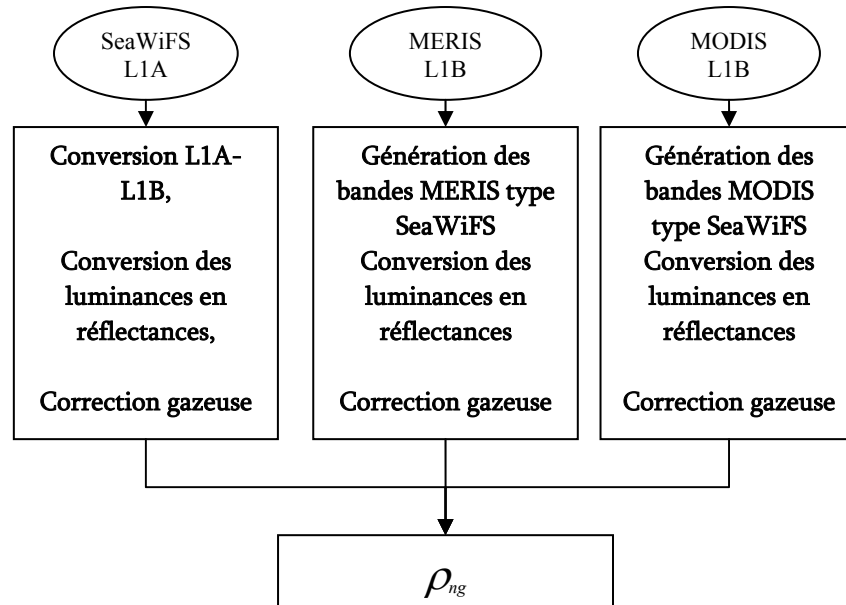 SeaWiFS
L1A
MERIS
L1B
MODIS
L1B
Conversion L1A-
L1B,
Conversion des
luminances en
réflectances,
Correction gazeuse
Génération des
bandes MERIS type
SeaWiFS
Conversion des
luminances en
réflectances
Correction gazeuse
Génération des
bandes MODIS
type SeaWiFS
Conversion des
luminances en
réflectances
Correction gazeuse
ρng